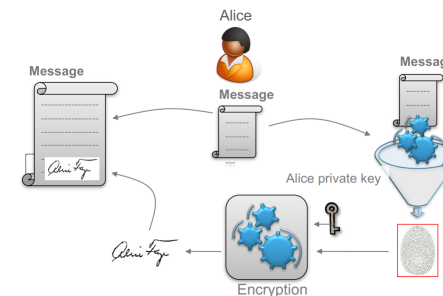 Alice
Message
Messag
Message
Alice private key
Encryption